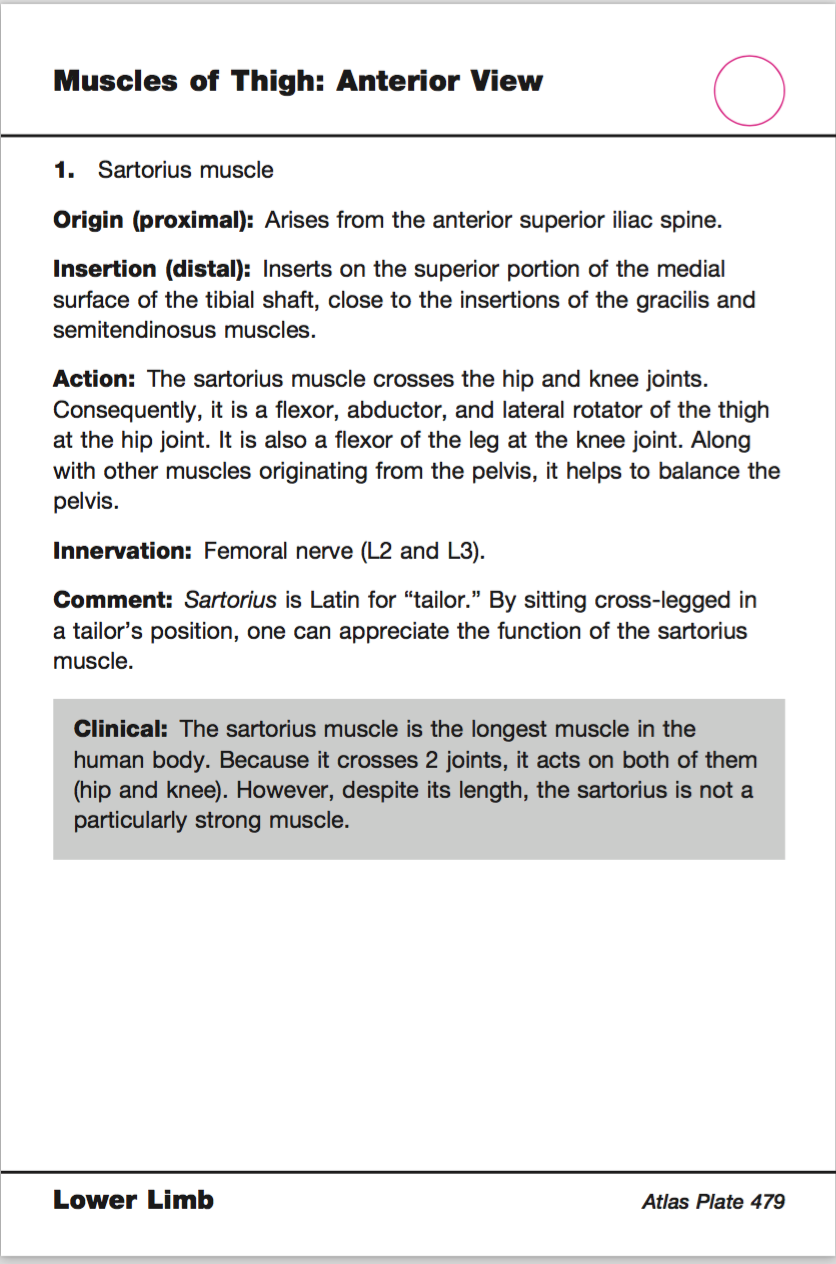 Muscles of Thigh: Anterior View
1. Sartorius muscle
Origin (proximal): Arises from the anterior superior iliac spine.
Insertion (distal): Inserts on the superior portion of the medial
surface of the tibial shaft, close to the insertions of the gracilis and
semitendinosus muscles.
Action: The sartorius muscle crosses the hip and knee joints.
Consequently, it is a flexor, abductor, and lateral rotator of the thigh
at the hip joint. It is also a flexor of the leg at the knee joint. Along
with other muscles originating from the pelvis, it helps to balance the
pelvis.
Innervation: Femoral nerve (L2 and L3).
Comment: Sartorius is Latin for “tailor.” By sitting cross-legged in
a tailor’s position, one can appreciate the function of the sartorius
muscle.
Clinical: The sartorius muscle is the longest muscle in the
human body. Because it crosses 2 joints, it acts on both of them
(hip and knee). However, despite its length, the sartorius is not a
particularly strong muscle.
Lower Limb
Atlas Plate 479